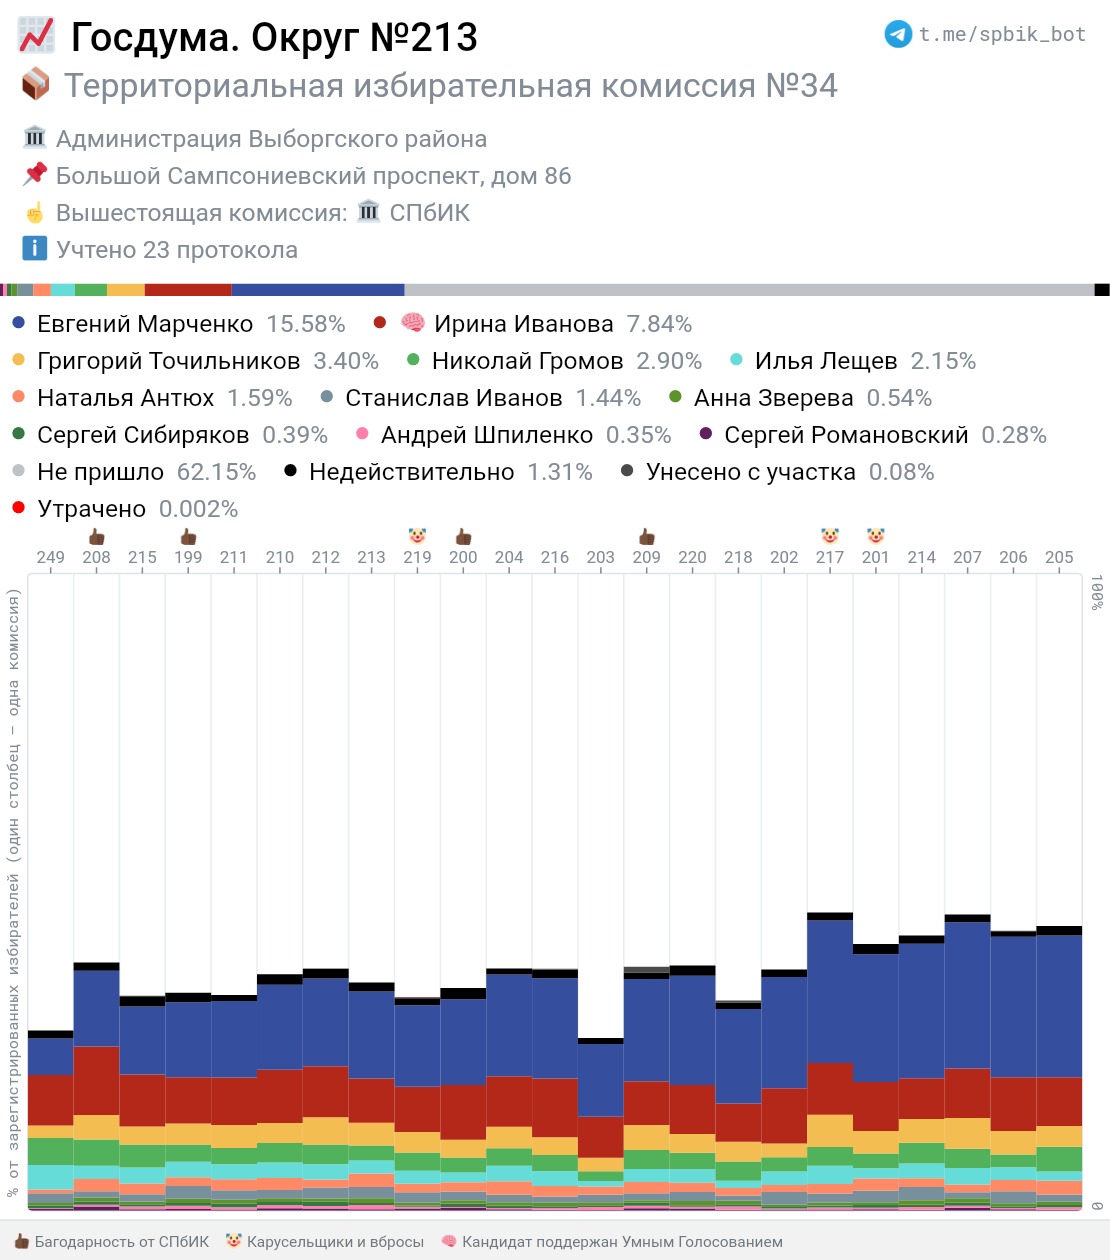 Госдума. Округ №213
t.me/spbik_bot
Территориальная избирательная комиссия №34
Администрация Выборгского района
Большой Сампсониевский проспект, дом 86
Вышестоящая комиссия: СПбИК
Учтено 23 протокола
Евгений Марченко 15.58% Ирина Иванова 7.84%
Григорий Точильников 3.40% Николай Громов 2.90% Илья Лещев 2.15%
Наталья Антюх 1.59% Станислав Иванов 1.44% Анна Зверева 0.54%
Сергей Сибиряков 0.39% Андрей Шпиленко 0.35% Сергей Романовский 0.28%
Не пришло 62.15% Недействительно 1.31% Унесено с участка 0.08%
Утрачено 0.002%
249 208 215 199 211 210 212 213 219 200 204 216 203 209 220 218 202 217 201 214 207 206 205
% от зарегистрированных избирателей (один столбец — одна комиссия)
100%
0
Багодарность от СПбИК Карусельщики и вбросы Кандидат поддержан Умным Голосованием